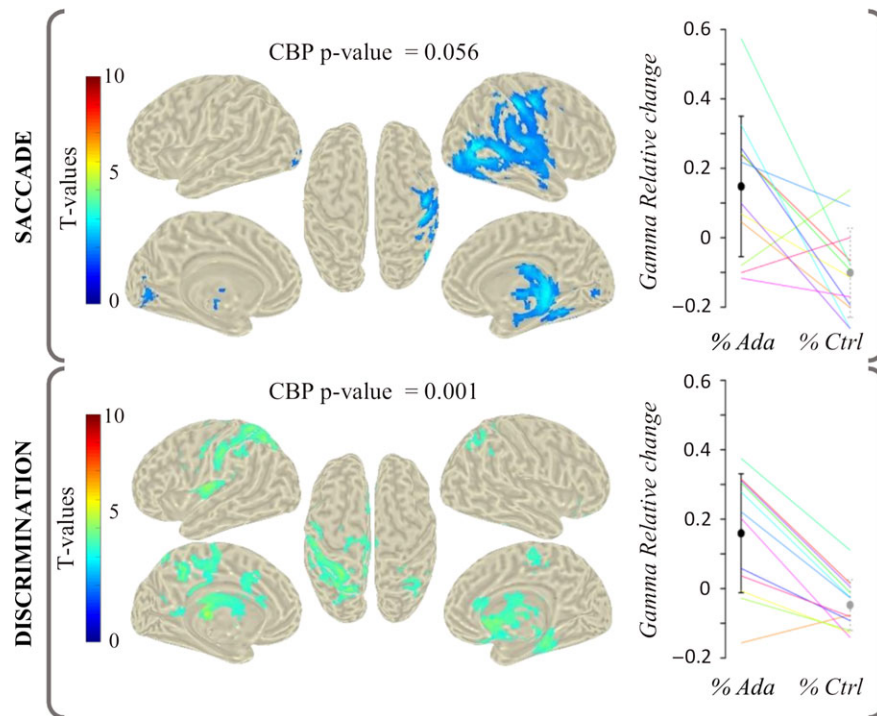 SACCADE
CBP p-value = 0.056
T-values
10
5
0
Gamma Relative change
0.6
0.4
0.2
0
−0.2
% Ada
% Ctrl
DISCRIMINATION
CBP p-value = 0.001
T-values
10
5
0
Gamma Relative change
0.6
0.4
0.2
0
−0.2
% Ada
% Ctrl